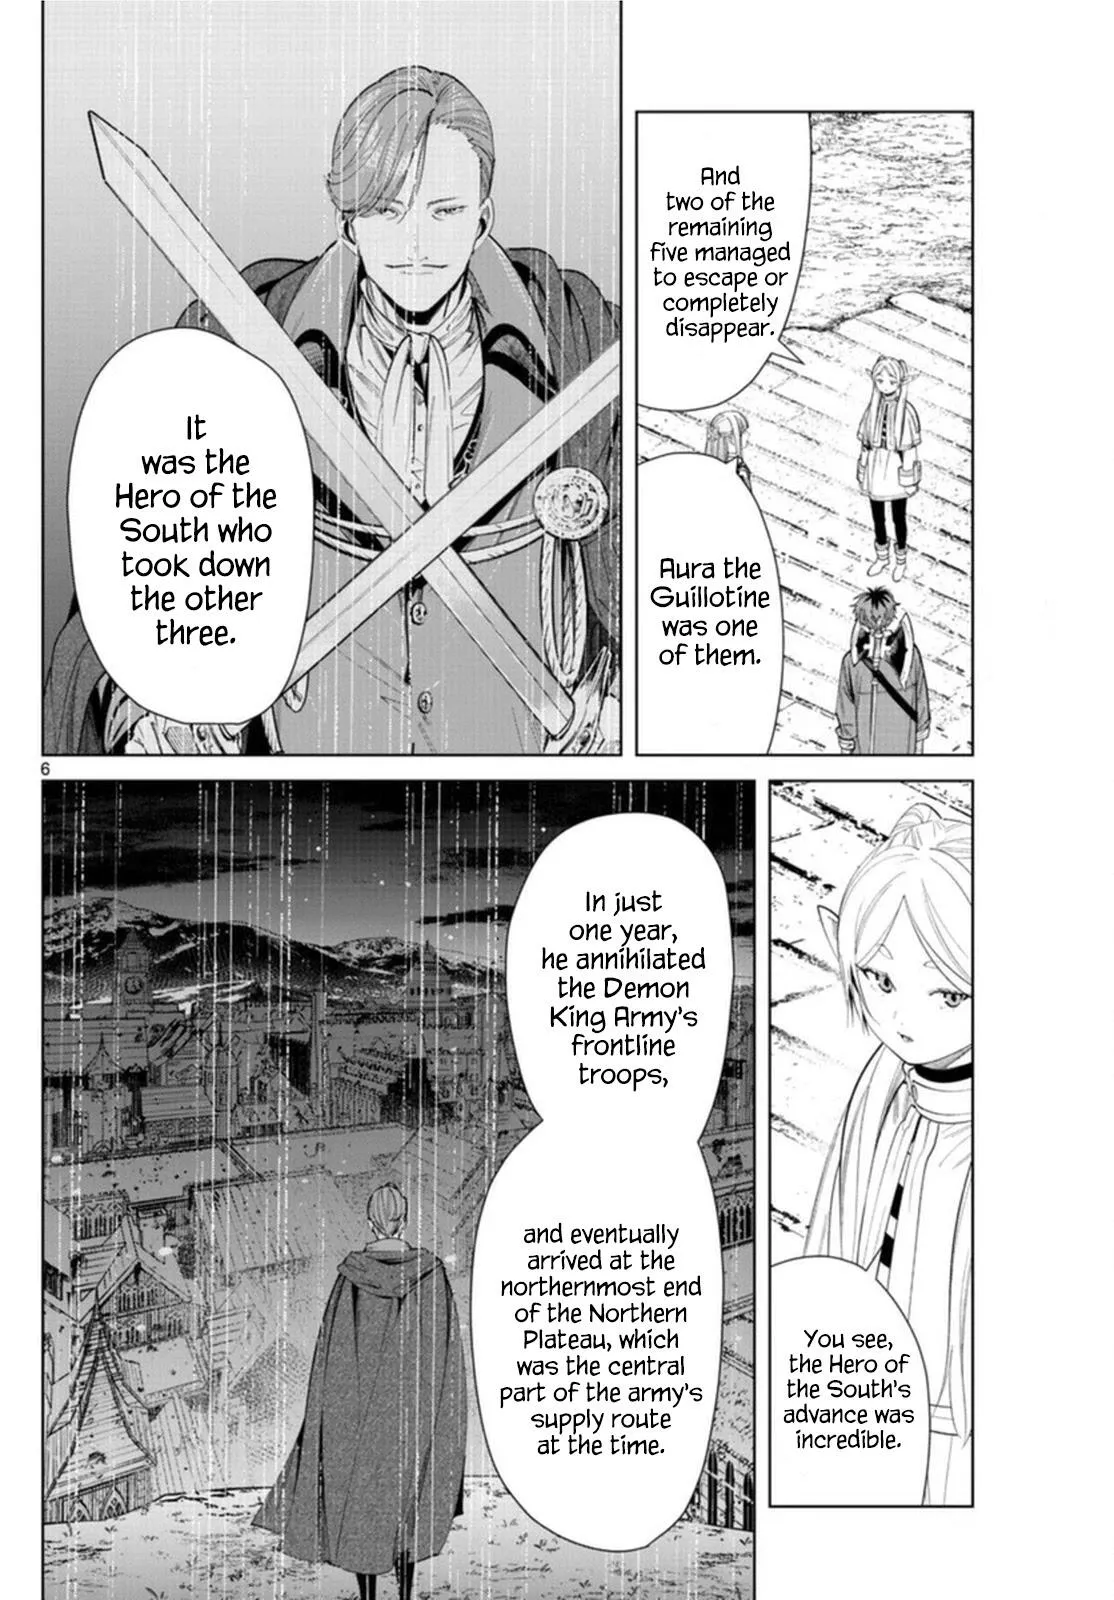 And
two of the
remaining
five managed
to escape or
completely
disappear.
Aura the
Guillotine
was one
of them.
It
was the
Hero of the
South who
took down
the other
three.
6
You see,
the Hero of
the South's
advance was
incredible.
In just
one year,
he annihilated
the Demon
King Army's
frontline
troops,
and eventually
arrived at the
northernmost end
of the Northern
Plateau, which
was the central
part of the army's
supply route
at the time.